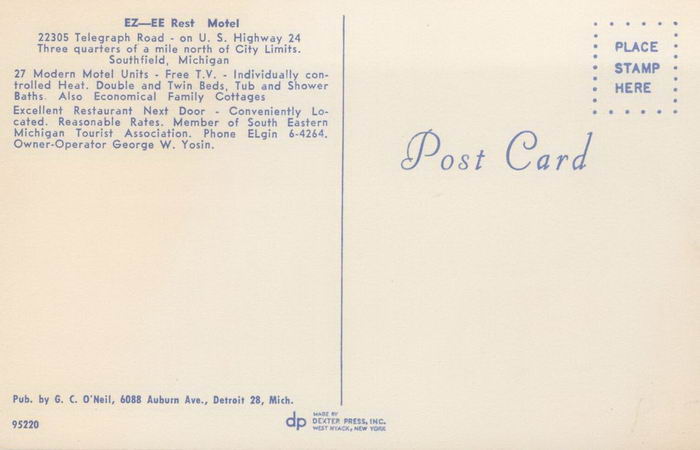 EZ—EE Rest Motel
22305 Telegraph Road - on U. S. Highway 24
Three quarters of a mile north of City Limits.
Southfield, Michigan
27 Modern Motel Units - Free T.V. - Individually con-
trolled Heat. Double and Twin Beds, Tub and Shower
Baths. Also Economical Family Cottages
Excellent Restaurant Next Door - Conveniently Lo-
cated. Reasonable Rates. Member of South Eastern
Michigan Tourist Association. Phone ELgin 6-4264.
Owner-Operator George W. Yosin.
PLACE
STAMP
HERE
Post Card
Pub. by G. C. O'Neil, 6088 Auburn Ave., Detroit 28, Mich.
95220
dp
MADE BY
DEXTER PRESS, INC.
WEST NYACK, NEW YORK